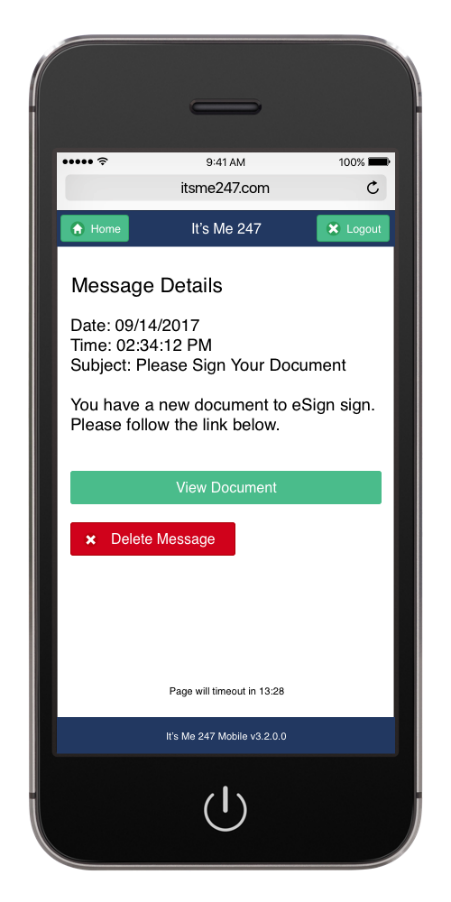 9:41 AM 100%
itsme247.com
Home It's Me 247 Logout
Message Details
Date: 09/14/2017
Time: 02:34:12 PM
Subject: Please Sign Your Document
You have a new document to eSign sign.
Please follow the link below.
View Document
Delete Message
Page will timeout in 13:28
It's Me 247 Mobile v3.2.0.0